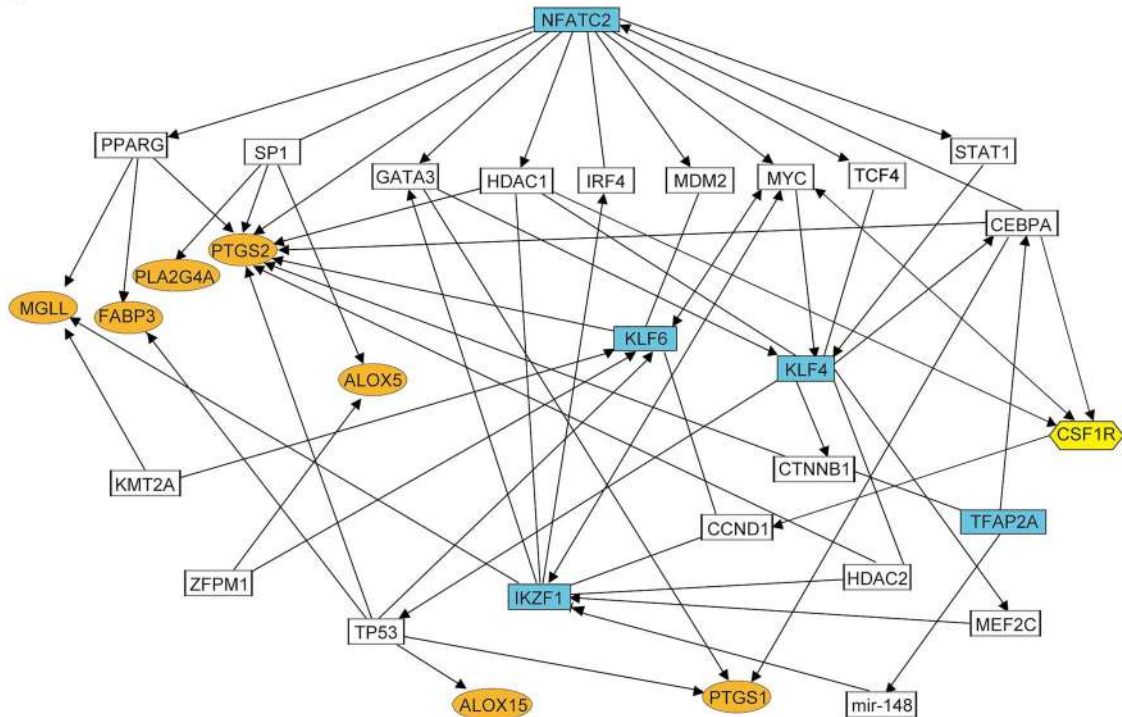 NFATC2
PPARG
SP1
STAT1
GATA3
HDAC1
IRF4
MDM2
MYC
TCF4
CEBPA
PTGS2
PLA2G4A
MGLL
FABP3
KLF6
KLF4
ALOX5
CSF1R
KMT2A
CTNNB1
CCND1
TFAP2A
ZFPM1
HDAC2
IKZF1
TP53
MEF2C
ALOX15
PTGS1
mir-148